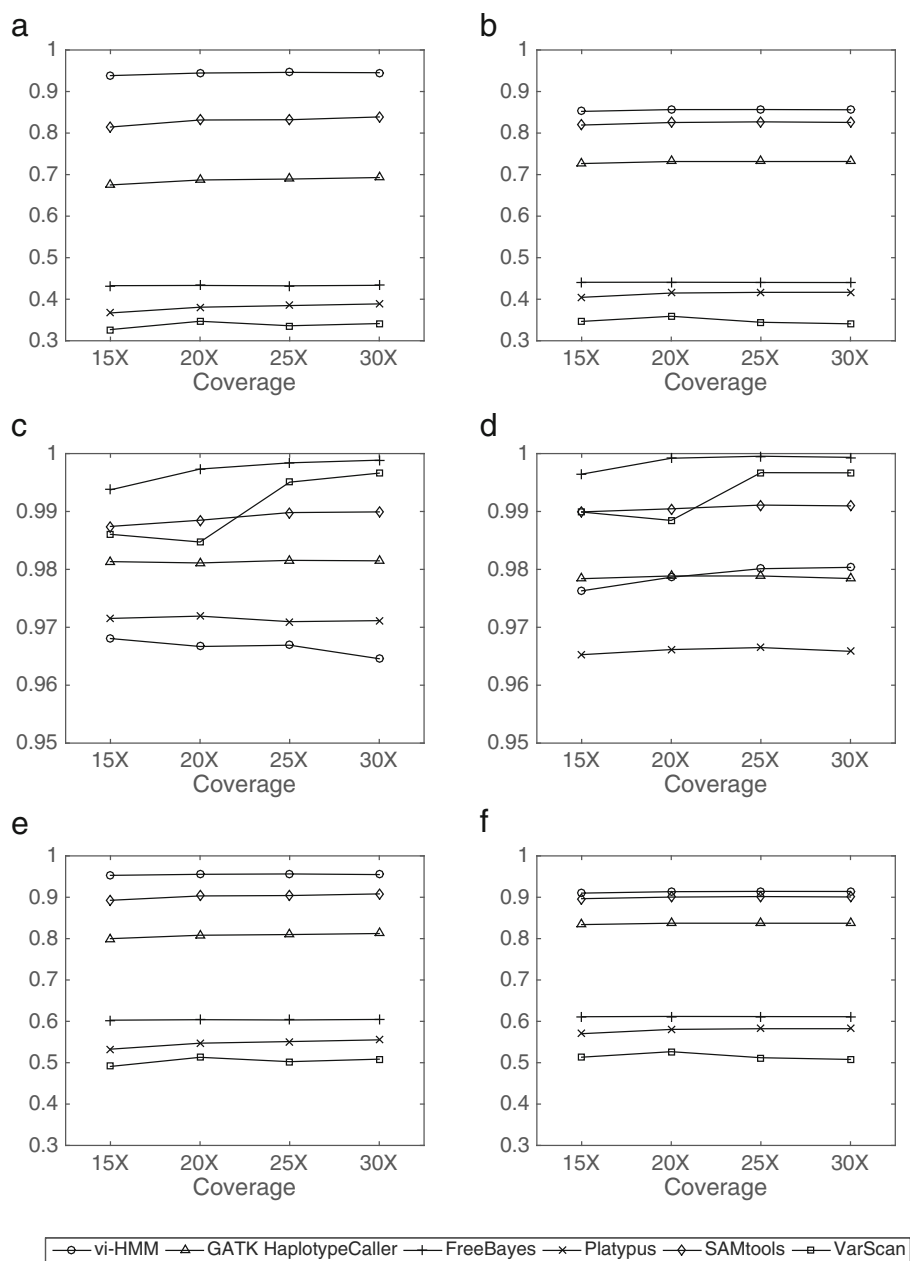 a
1
0.9
0.8
0.7
0.6
0.5
0.4
0.3
15X 20X 25X 30X
Coverage
b
1
0.9
0.8
0.7
0.6
0.5
0.4
0.3
15X 20X 25X 30X
Coverage
c
1
0.99
0.98
0.97
0.96
0.95
15X 20X 25X 30X
Coverage
d
1
0.99
0.98
0.97
0.96
0.95
15X 20X 25X 30X
Coverage
e
1
0.9
0.8
0.7
0.6
0.5
0.4
0.3
15X 20X 25X 30X
Coverage
f
1
0.9
0.8
0.7
0.6
0.5
0.4
0.3
15X 20X 25X 30X
Coverage
vi-HMM GATK HaplotypeCaller FreeBayes Platypus SAMtools VarScan